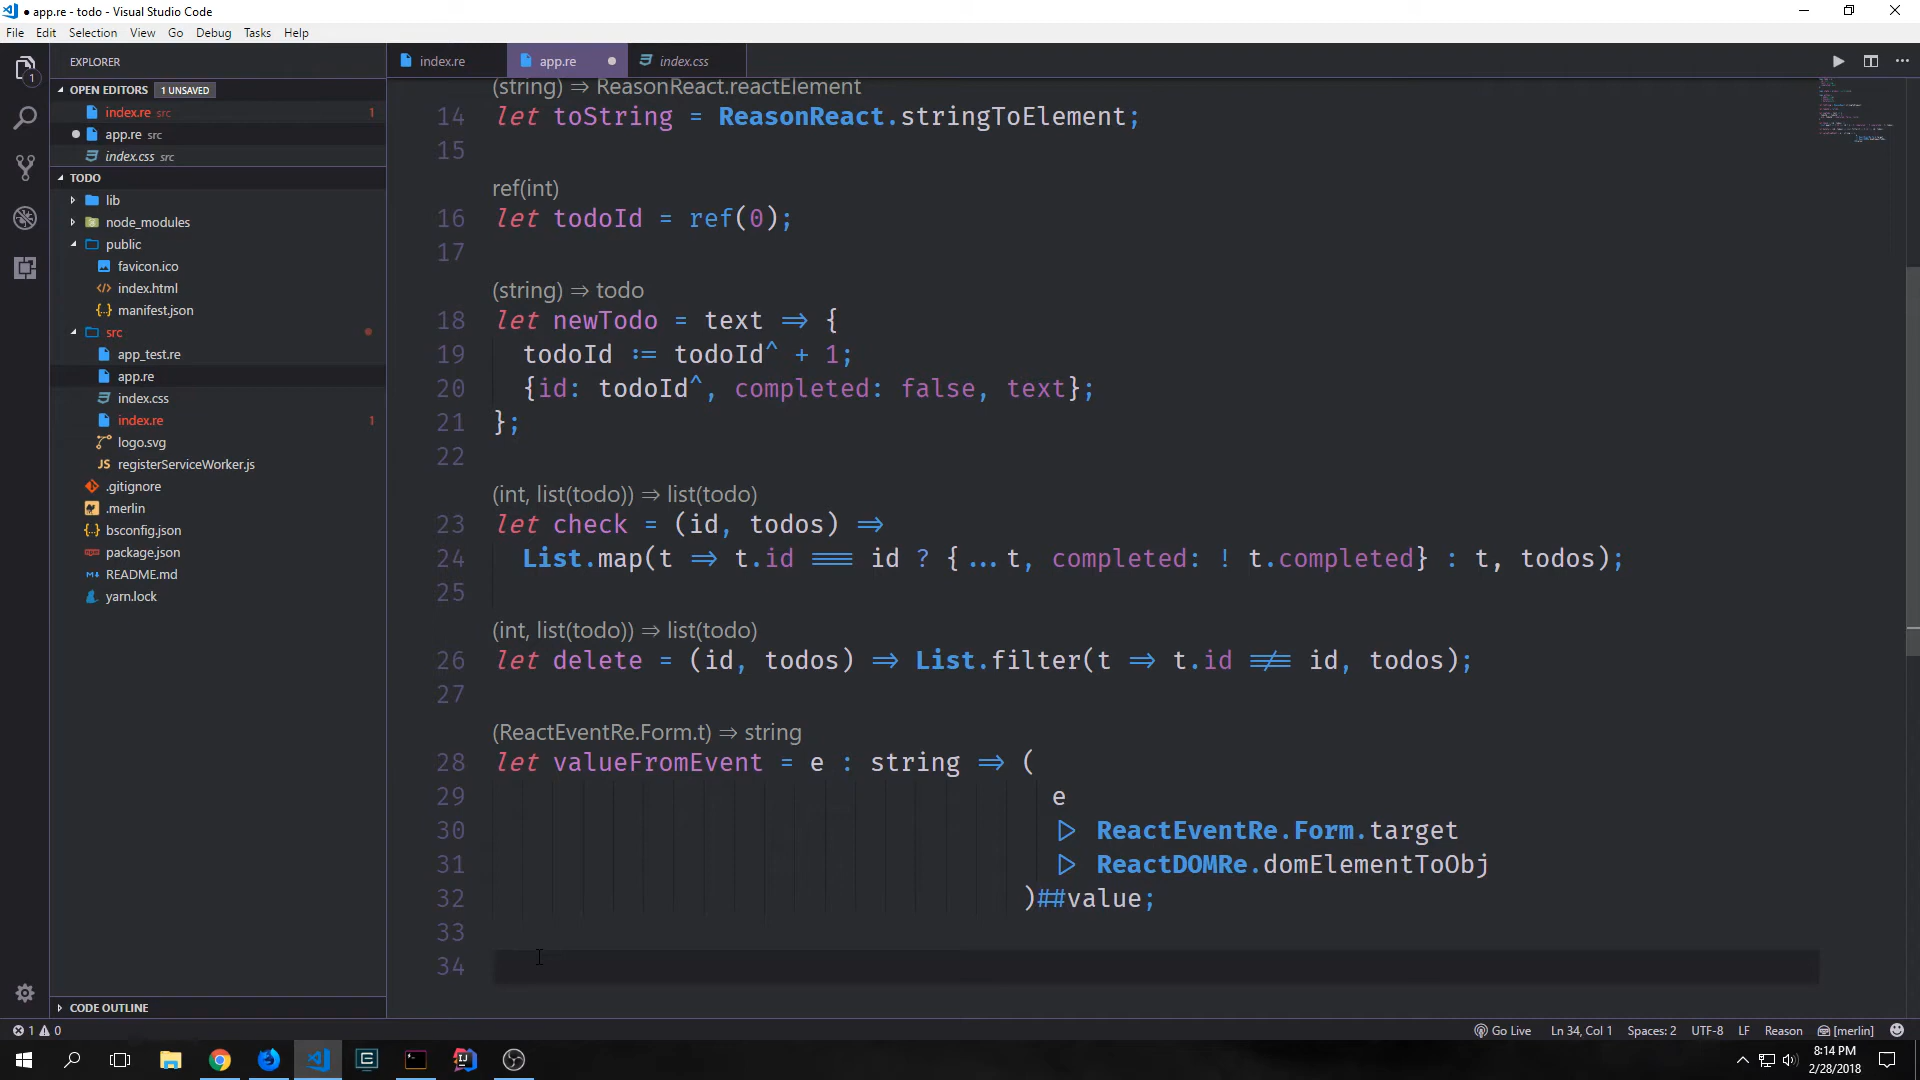 ● app.re - todo - Visual Studio Code
File Edit Selection View Go Debug Tasks Help
EXPLORER
OPEN EDITORS 1 UNSAVED
index.re src 1
app.re src
index.css src
TODO
lib
node_modules
public
favicon.ico
index.html
manifest.json
src
app_test.re
app.re
index.css
index.re 1
logo.svg
JS registerServiceWorker.js
.gitignore
.merlin
bsconfig.json
package.json
README.md
yarn.lock
CODE OUTLINE
1
index.re app.re index.css
(string) ⇒ ReasonReact.reactElement
14 let toString = ReasonReact.stringToElement;
15
ref(int)
16 let todoId = ref(0);
17
(string) ⇒ todo
18 let newTodo = text => {
19 todoId := todoId^ + 1;
20 {id: todoId^, completed: false, text};
21 };
22
(int, list(todo)) ⇒ list(todo)
23 let check = (id, todos) =>
24 List.map(t => t.id === id ? {...t, completed: ! t.completed} : t, todos);
25
(int, list(todo)) ⇒ list(todo)
26 let delete = (id, todos) => List.filter(t => t.id !== id, todos);
27
(ReactEventRe.Form.t) ⇒ string
28 let valueFromEvent = e : string => (
29 e
30 |> ReactEventRe.Form.target
31 |> ReactDOMRe.domElementToObj
32 )##value;
33
34
1 0 Go Live Ln 34, Col 1 Spaces: 2 UTF-8 LF Reason [merlin]
8:14 PM
2/28/2018